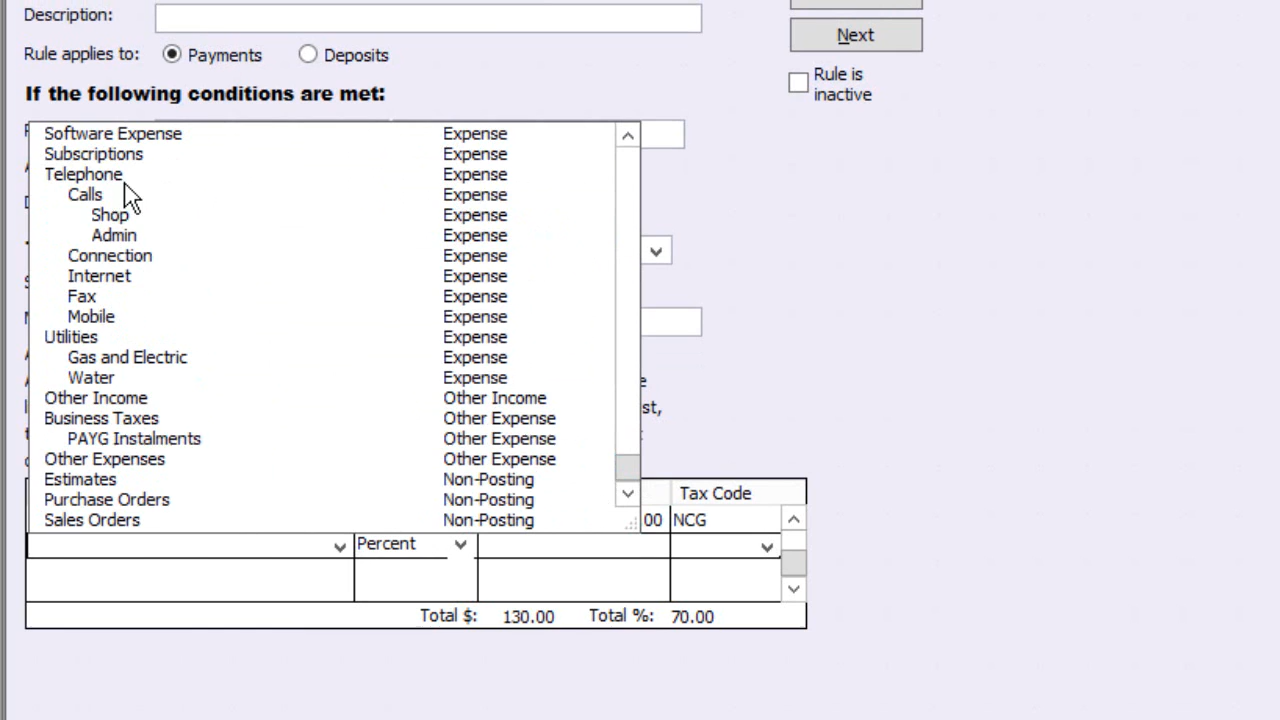 Description:
Next
Rule applies to: Payments Deposits
Rule is
inactive
If the following conditions are met:
Software Expense Expense
Subscriptions Expense
Telephone Expense
Calls Expense
Shop Expense
Admin Expense
Connection Expense
Internet Expense
Fax Expense
Mobile Expense
Utilities Expense
Gas and Electric Expense
Water Expense
Other Income Other Income
Business Taxes Other Expense
PAYG Instalments Other Expense
Other Expenses Other Expense
Estimates Non-Posting
Purchase Orders Non-Posting
Sales Orders Non-Posting
Tax Code
00 NCG
Percent
Total $: 130.00 Total %: 70.00